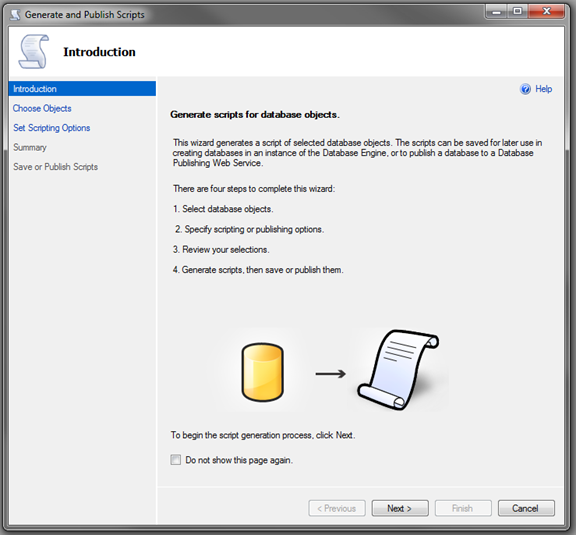 Generate and Publish Scripts
Introduction
Introduction
Choose Objects
Set Scripting Options
Summary
Save or Publish Scripts
Help
Generate scripts for database objects.
This wizard generates a script of selected database objects. The scripts can be saved for later use in
creating databases in an instance of the Database Engine, or to publish a database to a Database
Publishing Web Service.
There are four steps to complete this wizard:
1. Select database objects.
2. Specify scripting or publishing options.
3. Review your selections.
4. Generate scripts, then save or publish them.
To begin the script generation process, click Next.
Do not show this page again.
< Previous
Next >
Finish
Cancel